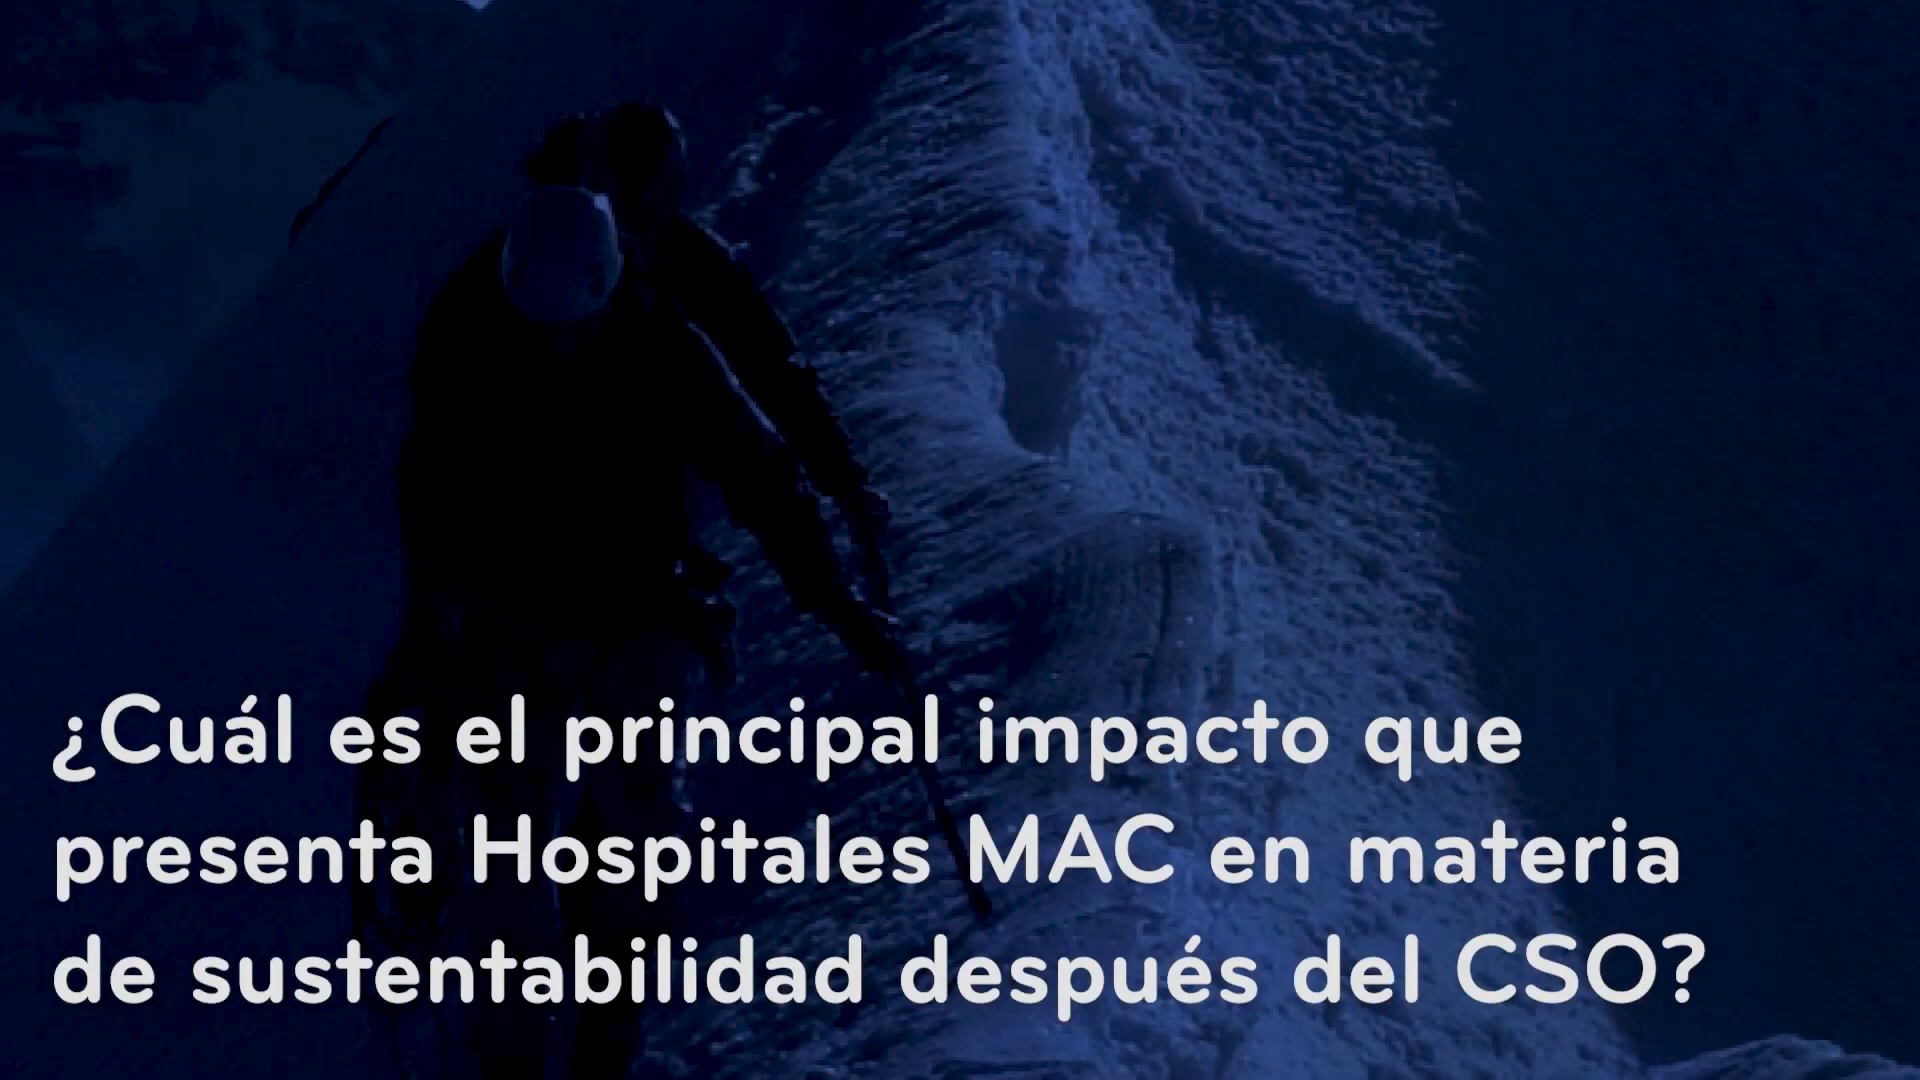 ¿Cuál es el principal impacto que
presenta Hospitales MAC en materia
de sustentabilidad después del CSO?